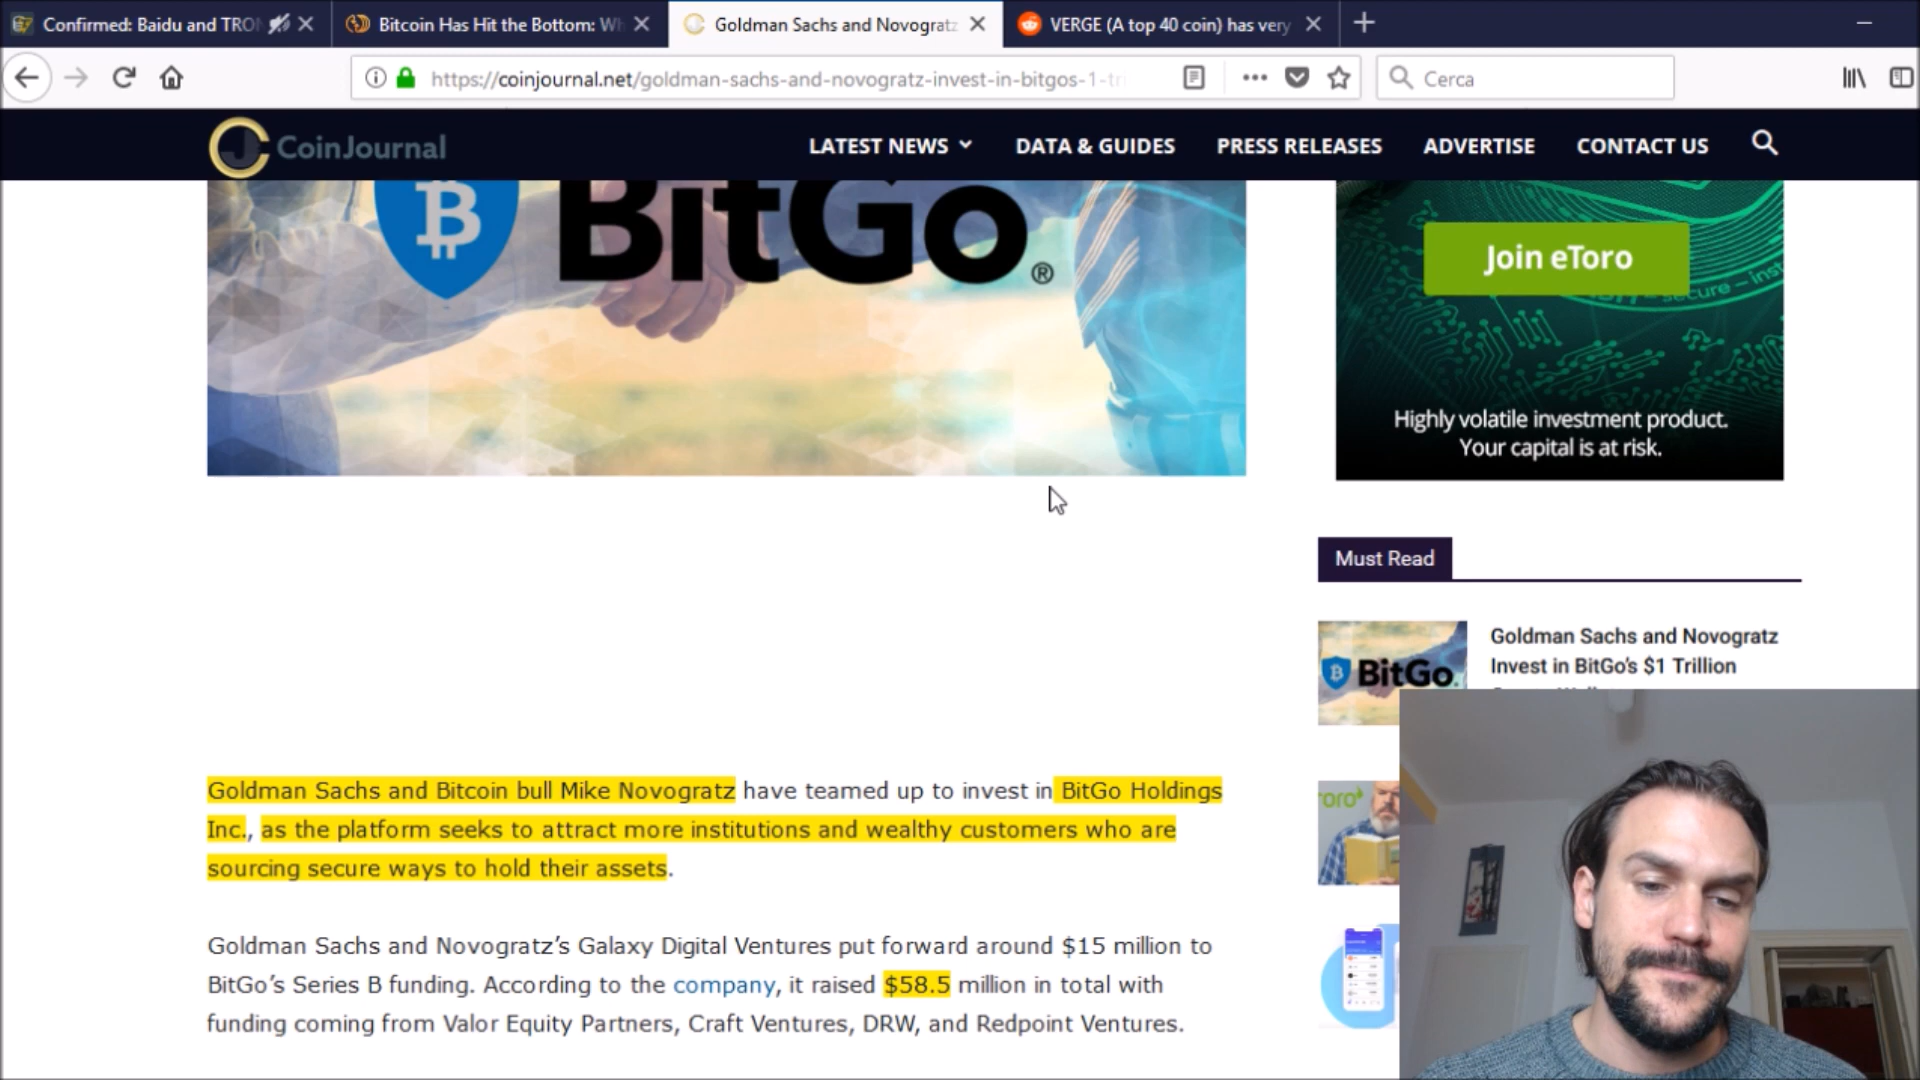 Confirmed: Baidu and TRON
Bitcoin Has Hit the Bottom: Wh
Goldman Sachs and Novogratz
VERGE (A top 40 coin) has very
https://coinjournal.net/goldman-sachs-and-novogratz-invest-in-bitgos-1-tr
Cerca
CoinJournal
LATEST NEWS
DATA & GUIDES
PRESS RELEASES
ADVERTISE
CONTACT US
BitGo®
Join eToro
secure – ins
Highly volatile investment product.
Your capital is at risk.
Must Read
BitGo
Goldman Sachs and Novogratz
Invest in BitGo's $1 Trillion
Goldman Sachs and Bitcoin bull Mike Novogratz have teamed up to invest in BitGo Holdings
Inc., as the platform seeks to attract more institutions and wealthy customers who are
sourcing secure ways to hold their assets.
oro
Goldman Sachs and Novogratz's Galaxy Digital Ventures put forward around $15 million to
BitGo's Series B funding. According to the company, it raised $58.5 million in total with
funding coming from Valor Equity Partners, Craft Ventures, DRW, and Redpoint Ventures.